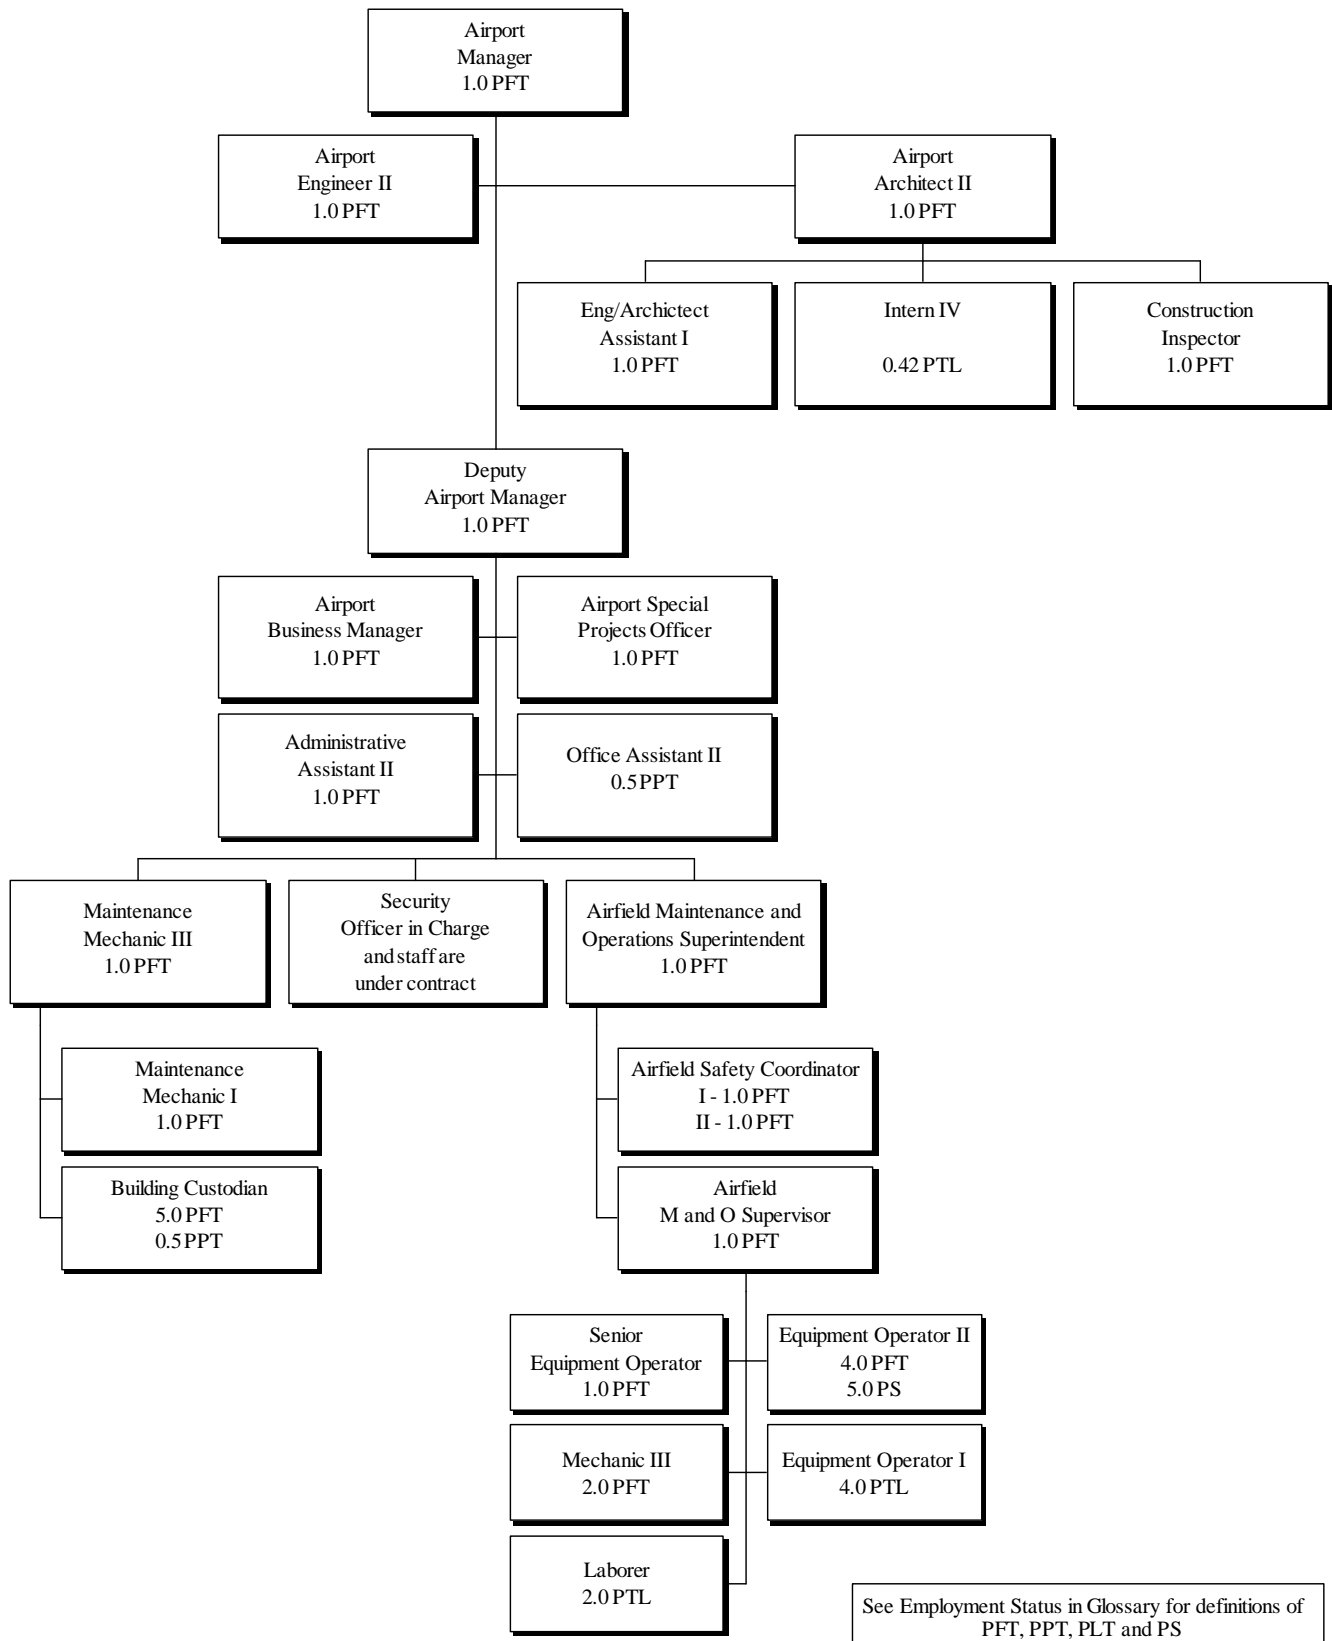 Airport
Manager
1.0 PFT
Airport
Engineer II
1.0 PFT
Airport
Architect II
1.0 PFT
Eng/Archictect
Assistant I
1.0 PFT
Intern IV
0.42 PTL
Construction
Inspector
1.0 PFT
Deputy
Airport Manager
1.0 PFT
Airport
Business Manager
1.0 PFT
Airport Special
Projects Officer
1.0 PFT
Administrative
Assistant II
1.0 PFT
Office Assistant II
0.5 PPT
Maintenance
Mechanic III
1.0 PFT
Security
Officer in Charge
and staff are
under contract
Airfield Maintenance and
Operations Superintendent
1.0 PFT
Maintenance
Mechanic I
1.0 PFT
Building Custodian
5.0 PFT
0.5 PPT
Airfield Safety Coordinator
I - 1.0 PFT
II - 1.0 PFT
Airfield
M and O Supervisor
1.0 PFT
Senior
Equipment Operator
1.0 PFT
Equipment Operator II
4.0 PFT
5.0 PS
Mechanic III
2.0 PFT
Equipment Operator I
4.0 PTL
Laborer
2.0 PTL
See Employment Status in Glossary for definitions of
PFT, PPT, PLT and PS